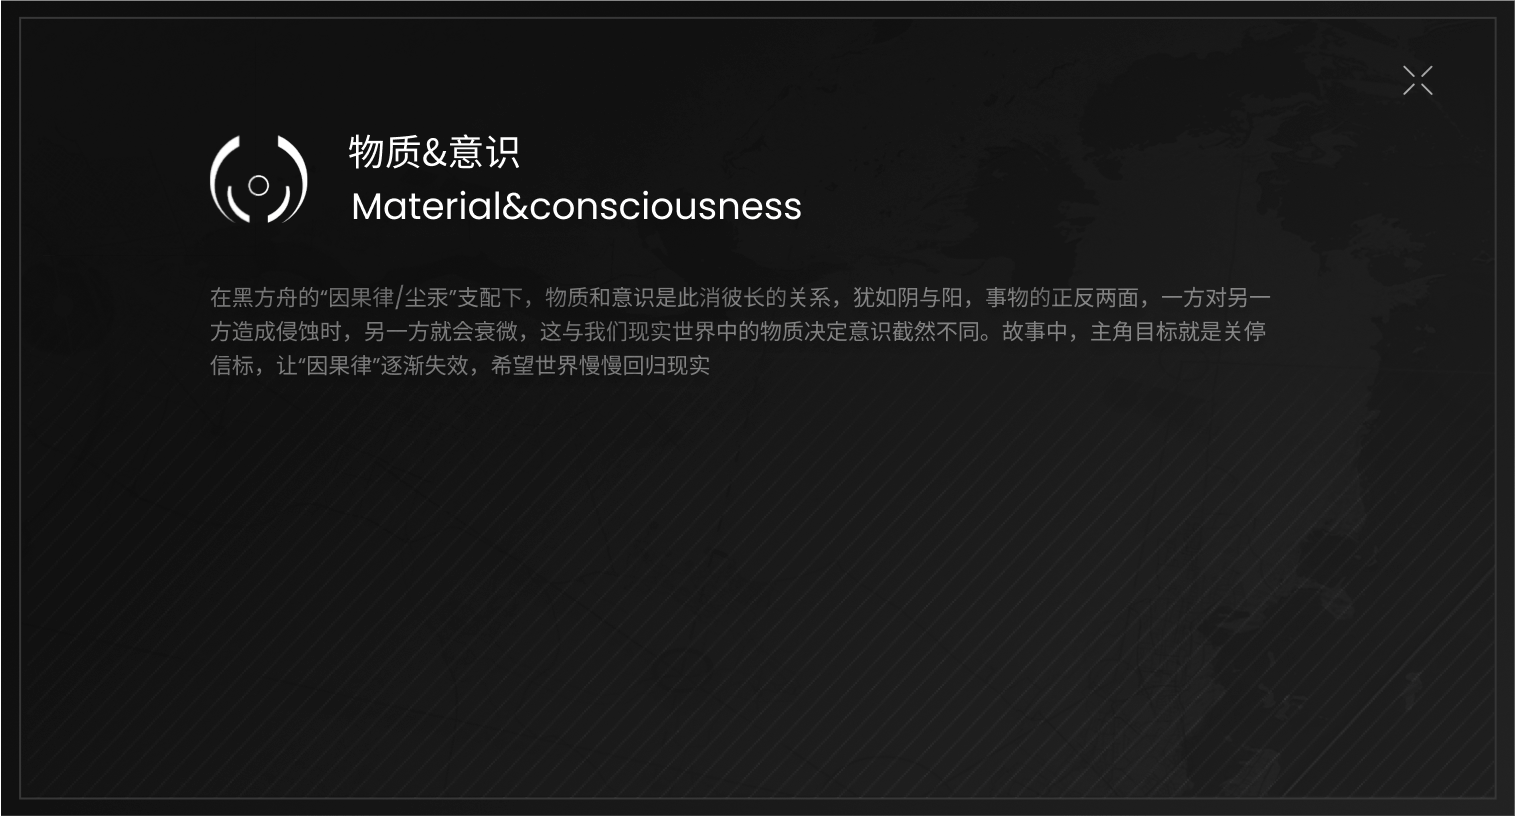 物质&意识
Material&consciousness
在黑方舟的“因果律/尘汞”支配下，物质和意识是此消彼长的关系，犹如阴与阳，事物的正反两面，一方对另一
方造成侵蚀时，另一方就会衰微，这与我们现实世界中的物质决定意识截然不同。故事中，主角目标就是关停
信标，让“因果律”逐渐失效，希望世界慢慢回归现实